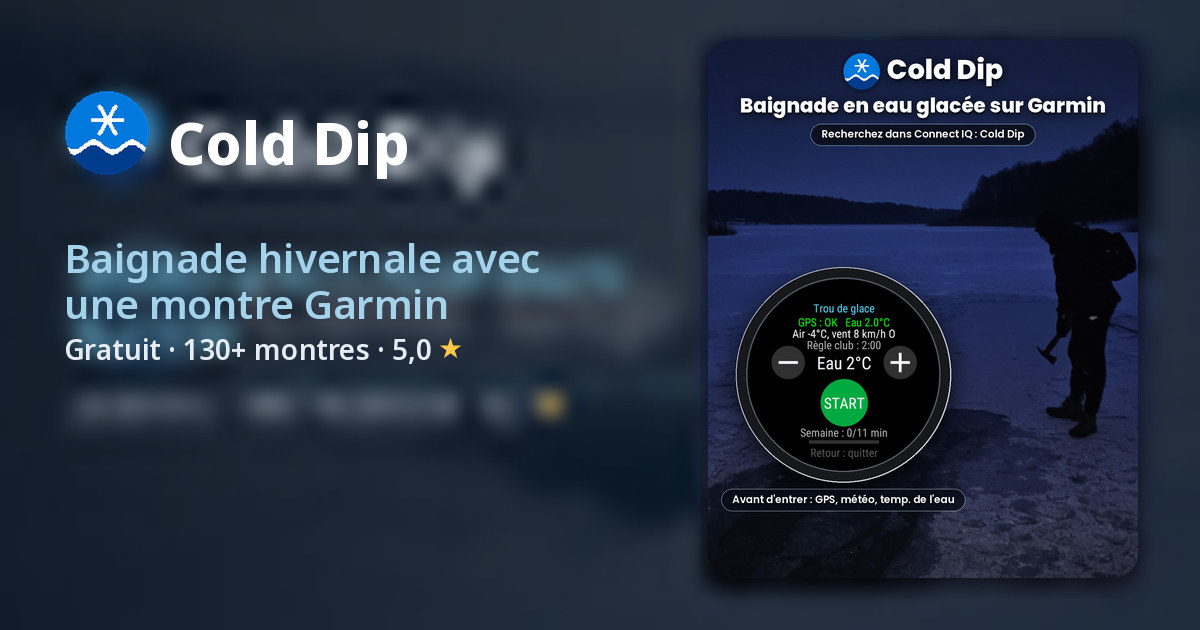 Cold Dip
Baignade hivernale avec
une montre Garmin
Gratuit · 130+ montres · 5,0 ★
Cold Dip
Baignade en eau glacée sur Garmin
Recherchez dans Connect IQ : Cold Dip
Trou de glace
GPS : OK Eau 2.0°C
Air -4°C, vent 8 km/h O
Règle club : 2:00
− Eau 2°C +
START
Semaine : 0/11 min
Retour : quitter
Avant d'entrer : GPS, météo, temp. de l'eau